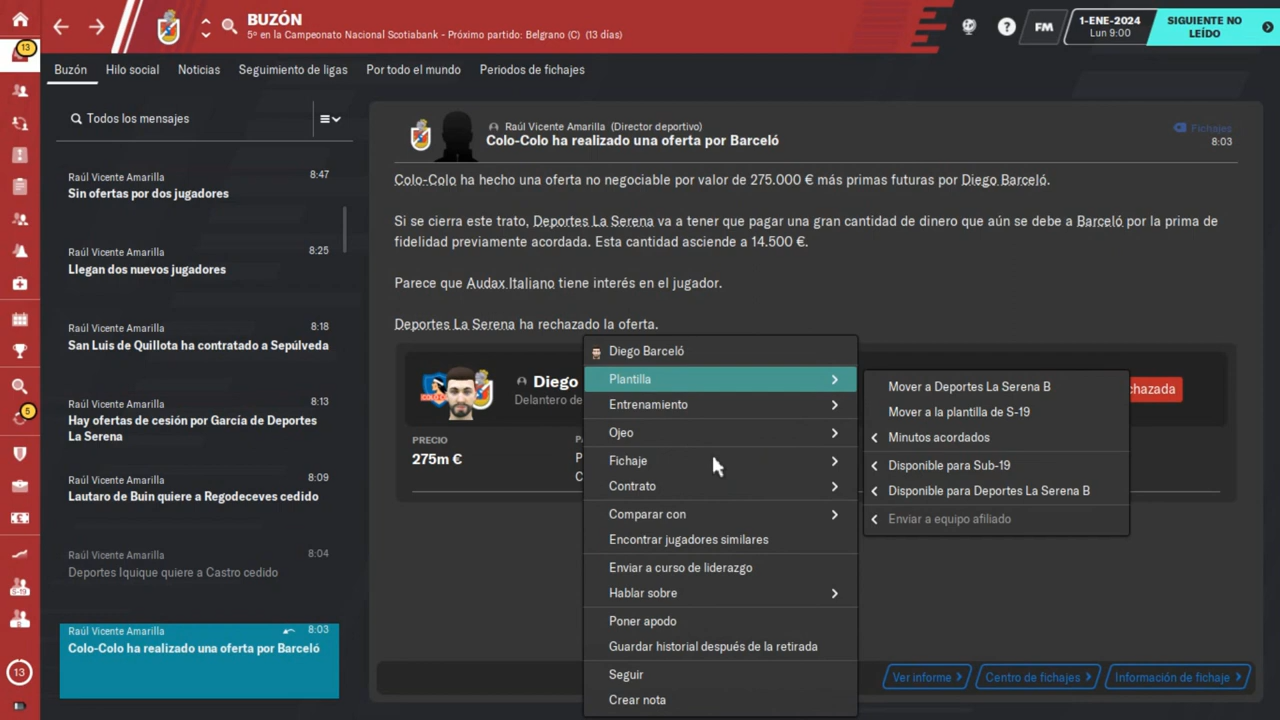 BUZÓN
5º en la Campeonato Nacional Scotiabank - Próximo partido: Belgrano (C) (13 días)
FM
1-ENE-2024
Lun 9:00
SIGUIENTE NO
LEÍDO
13
Buzón
Hilo social
Noticias
Seguimiento de ligas
Por todo el mundo
Periodos de fichajes
Todos los mensajes
Raúl Vicente Amarilla
8:47
Sin ofertas por dos jugadores
Raúl Vicente Amarilla
8:25
Llegan dos nuevos jugadores
Raúl Vicente Amarilla
8:18
San Luis de Quillota ha contratado a Sepúlveda
Raúl Vicente Amarilla
8:13
Hay ofertas de cesión por García de Deportes
La Serena
5
Raúl Vicente Amarilla
8:09
Lautaro de Buin quiere a Regodeceves cedido
Raúl Vicente Amarilla
8:04
Deportes Iquique quiere a Castro cedido
S-19
B
Raúl Vicente Amarilla
8:03
Colo-Colo ha realizado una oferta por Barceló
13
Raúl Vicente Amarilla (Director deportivo)
Colo-Colo ha realizado una oferta por Barceló
Fichajes
8:03
Colo-Colo ha hecho una oferta no negociable por valor de 275.000 € más primas futuras por Diego Barceló.
Si se cierra este trato, Deportes La Serena va a tener que pagar una gran cantidad de dinero que aún se debe a Barceló por la prima de
fidelidad previamente acordada. Esta cantidad asciende a 14.500 €.
Parece que Audax Italiano tiene interés en el jugador.
Deportes La Serena ha rechazado la oferta.
Diego
Delantero de
chazada
PRECIO
275m €
Diego Barceló
Plantilla
Entrenamiento
Ojeo
Fichaje
Contrato
Comparar con
Encontrar jugadores similares
Enviar a curso de liderazgo
Hablar sobre
Poner apodo
Guardar historial después de la retirada
Seguir
Crear nota
Mover a Deportes La Serena B
Mover a la plantilla de S-19
Minutos acordados
Disponible para Sub-19
Disponible para Deportes La Serena B
Enviar a equipo afiliado
Ver informe
Centro de fichajes
Información de fichaje